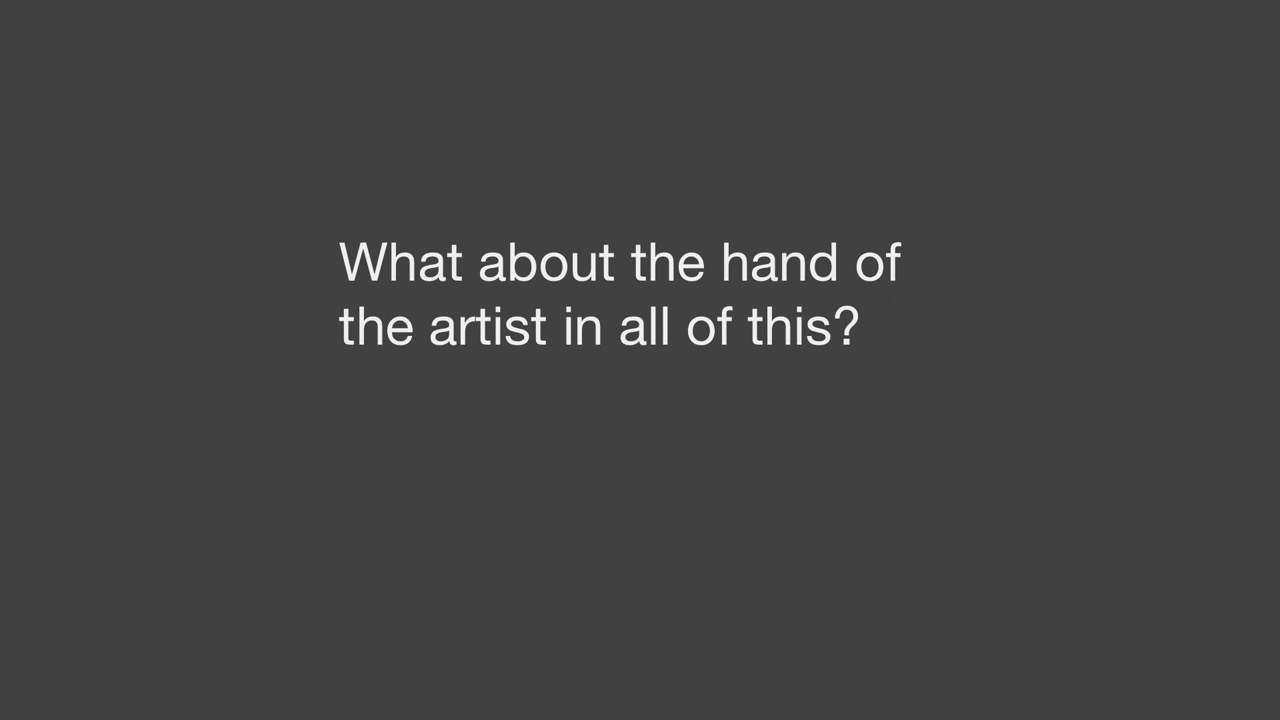 What about the hand of
the artist in all of this?